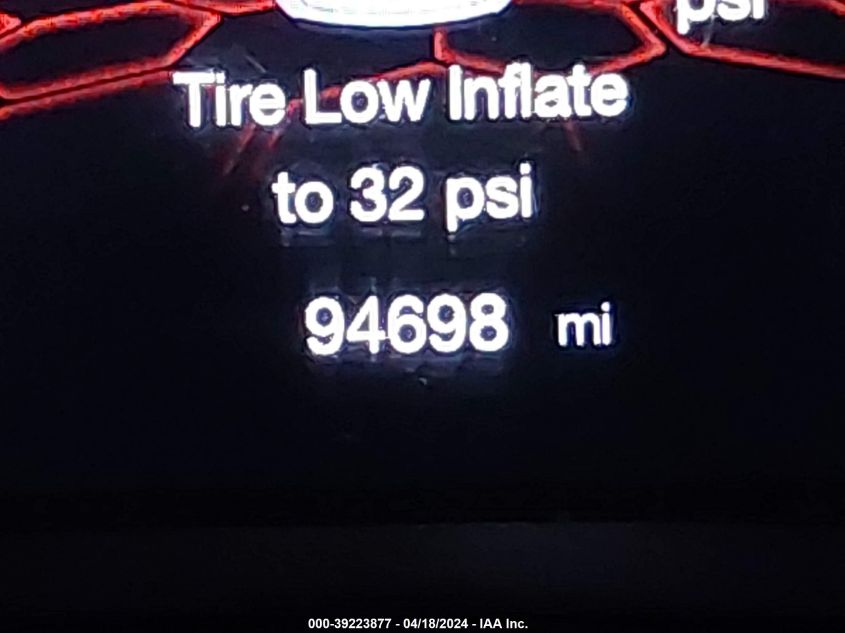 psi
Tire Low Inflate
to 32 psi
94698 mi
000-39223877 - 04/18/2024 - IAA Inc.